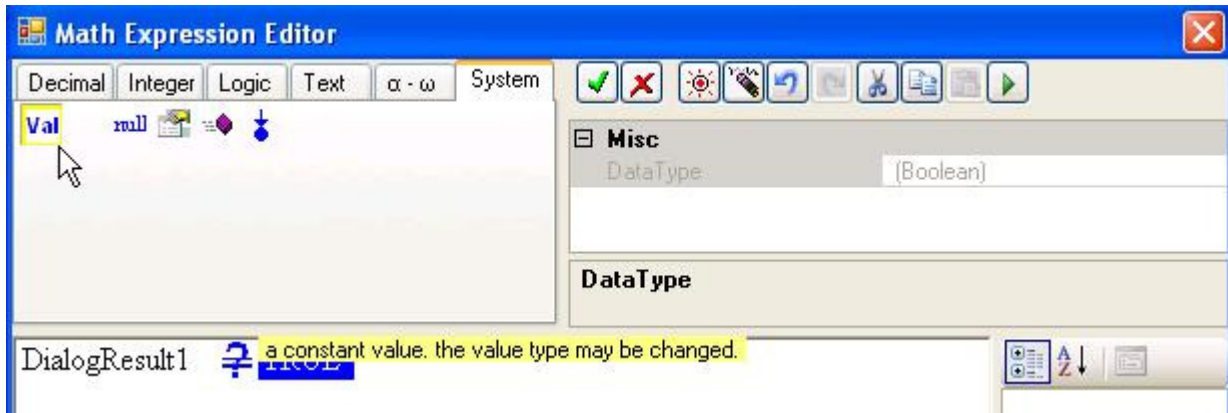 Math Expression Editor
Decimal Integer Logic Text α - ω System
Val null
Misc
DataType (Boolean)
DataType
a constant value. the value type may be changed.
DialogResult1 TRUE